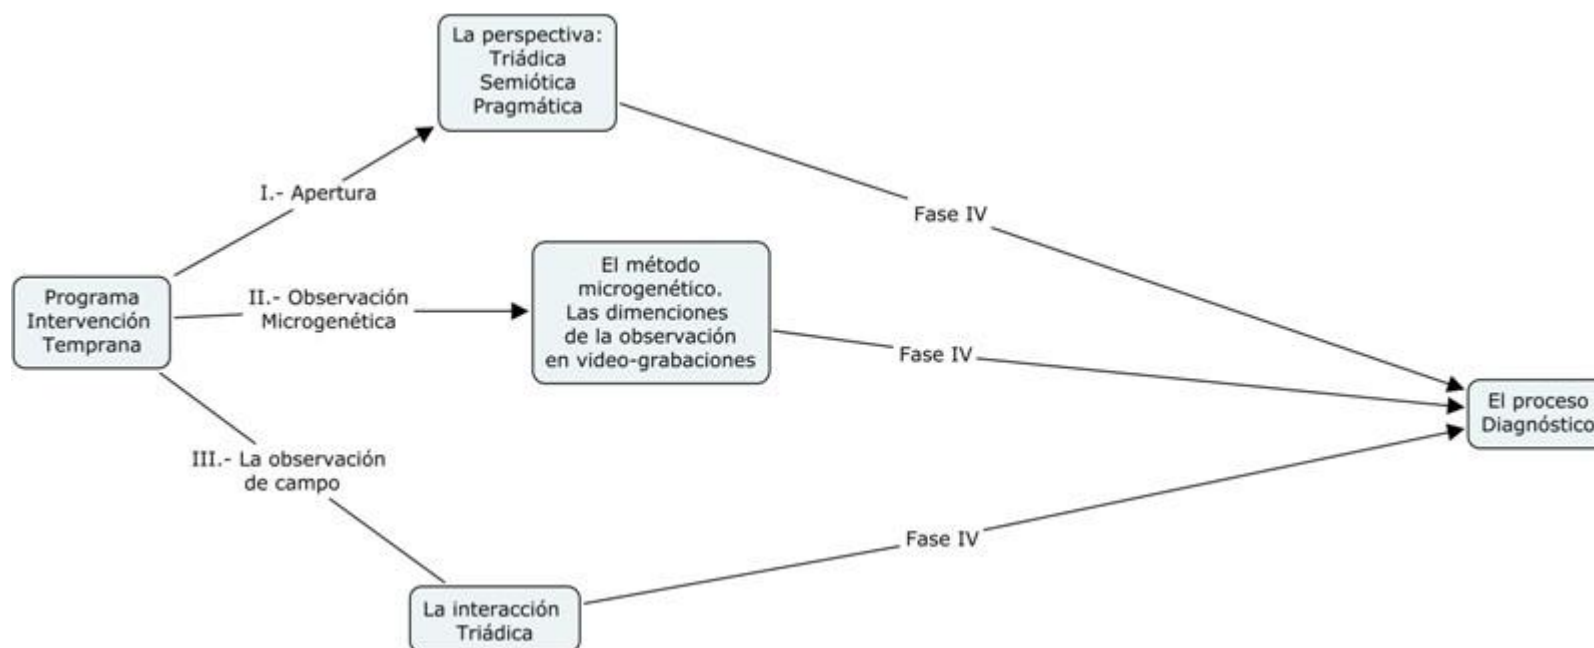 La perspectiva:
Triádica
Semiótica
Pragmática
I.- Apertura
Fase IV
Programa
Intervención
Temprana
II.- Observación
Microgenética
El método
microgenético.
Las dimenciones
de la observación
en video-grabaciones
Fase IV
El proceso
Diagnóstico
III.- La observación
de campo
Fase IV
La interacción
Triádica